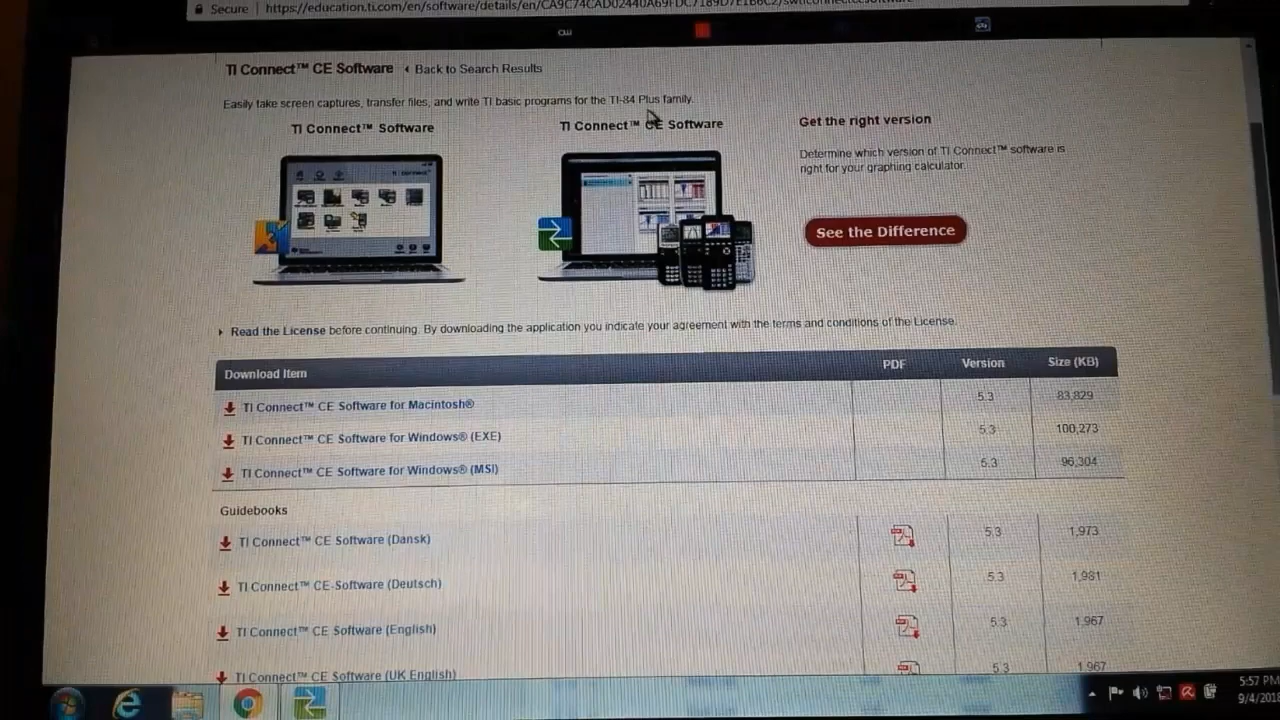 Secure | https://education.ti.com/en/software/details/en/
TI Connect™ CE Software ‹ Back to Search Results
Easily take screen captures, transfer files, and write TI basic programs for the TI-84 Plus family.
TI Connect™ Software
TI Connect™ CE Software
Get the right version
Determine which version of TI Connect™ software is
right for your graphing calculator.
See the Difference
Read the License before continuing. By downloading the application you indicate your agreement with the terms and conditions of the License.
Download Item PDF Version Size (KB)
TI Connect™ CE Software for Macintosh® 5.3 83,829
TI Connect™ CE Software for Windows® (EXE) 5.3 100,273
TI Connect™ CE Software for Windows® (MSI) 5.3 96,304
Guidebooks
TI Connect™ CE Software (Dansk) 5.3 1,973
TI Connect™ CE-Software (Deutsch) 5.3 1,981
TI Connect™ CE Software (English) 5.3 1,967
TI Connect™ CE Software (UK English) 5.3 1,967
5:57 PM